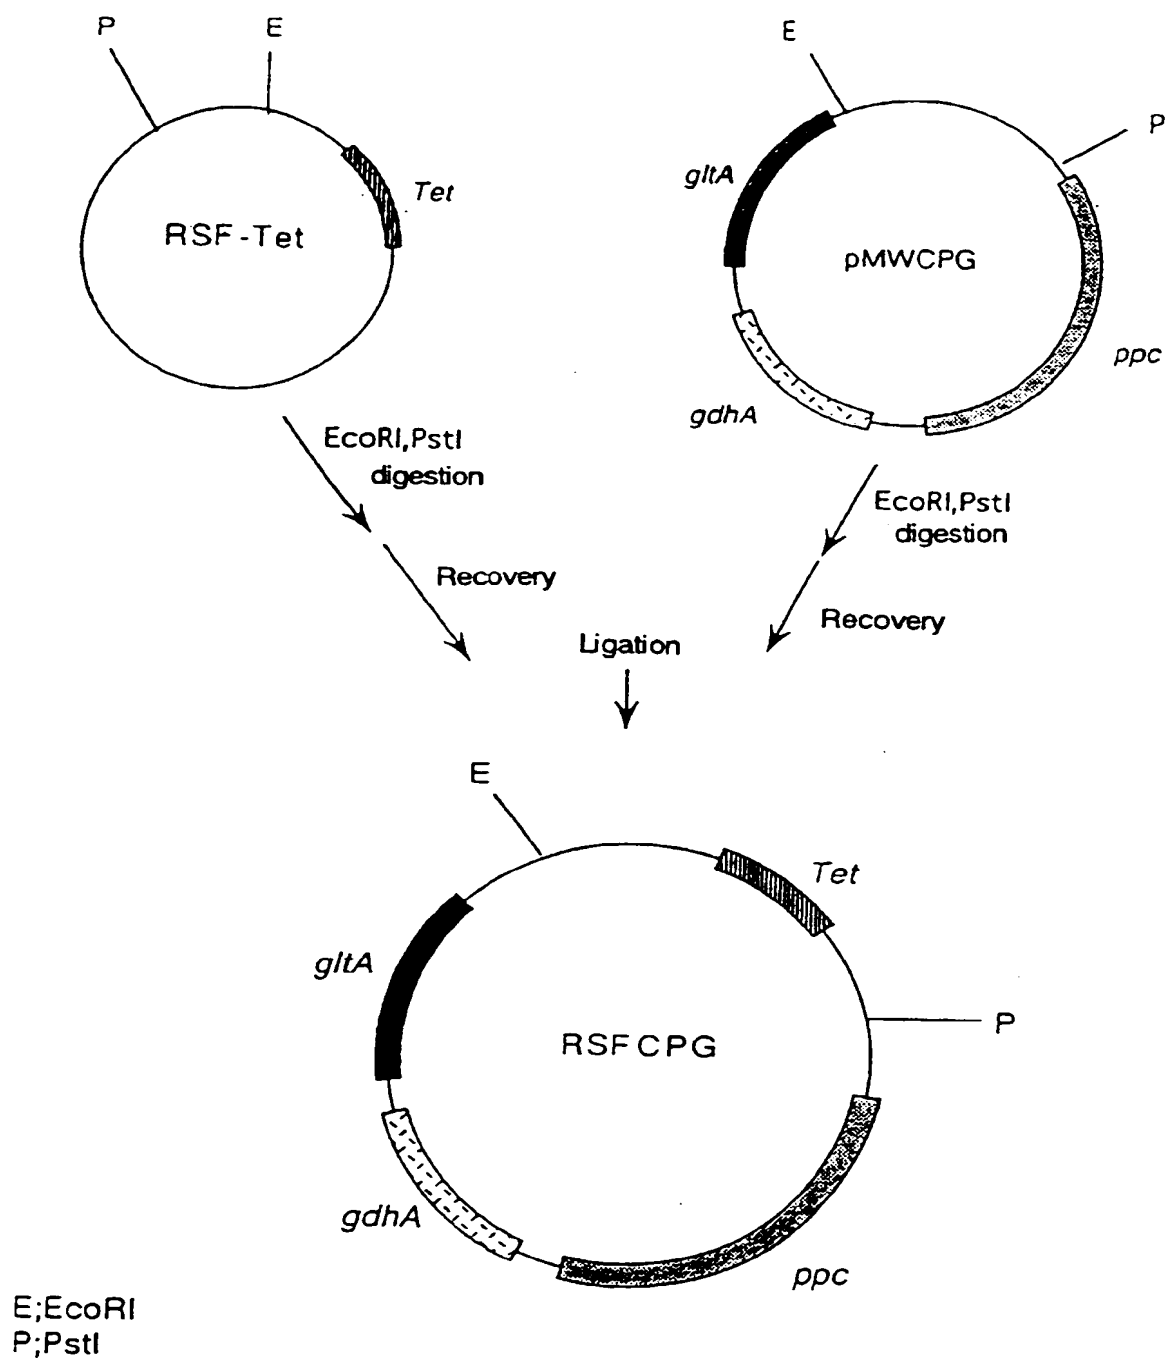 P
E
E
P
Tet
gltA
RSF-Tet
pMWCPG
ppc
gdhA
EcoRI,PstI
digestion
EcoRI,PstI
digestion
Recovery
Recovery
Ligation
E
Tet
gltA
P
RSFCPG
gdhA
ppc
E;EcoRI
P;PstI